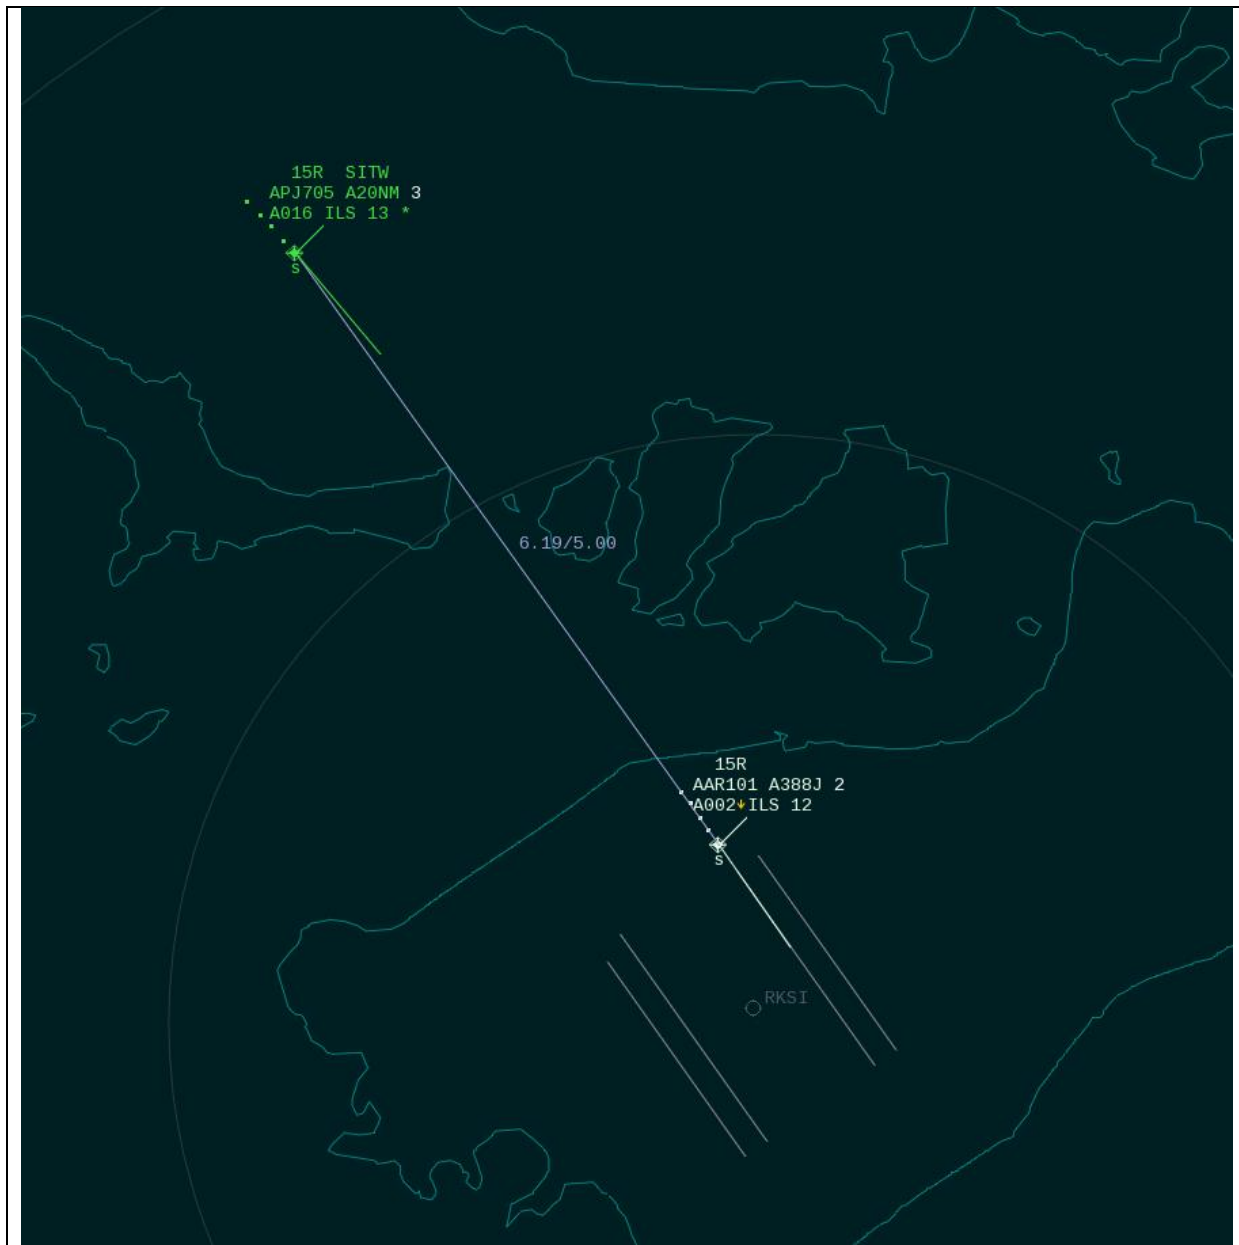 15R SITW
APJ705 A20NM 3
A016 ILS 13 *
S
6.19/5.00
15R
AAR101 A388J 2
A002↓ILS 12
S
RKSI